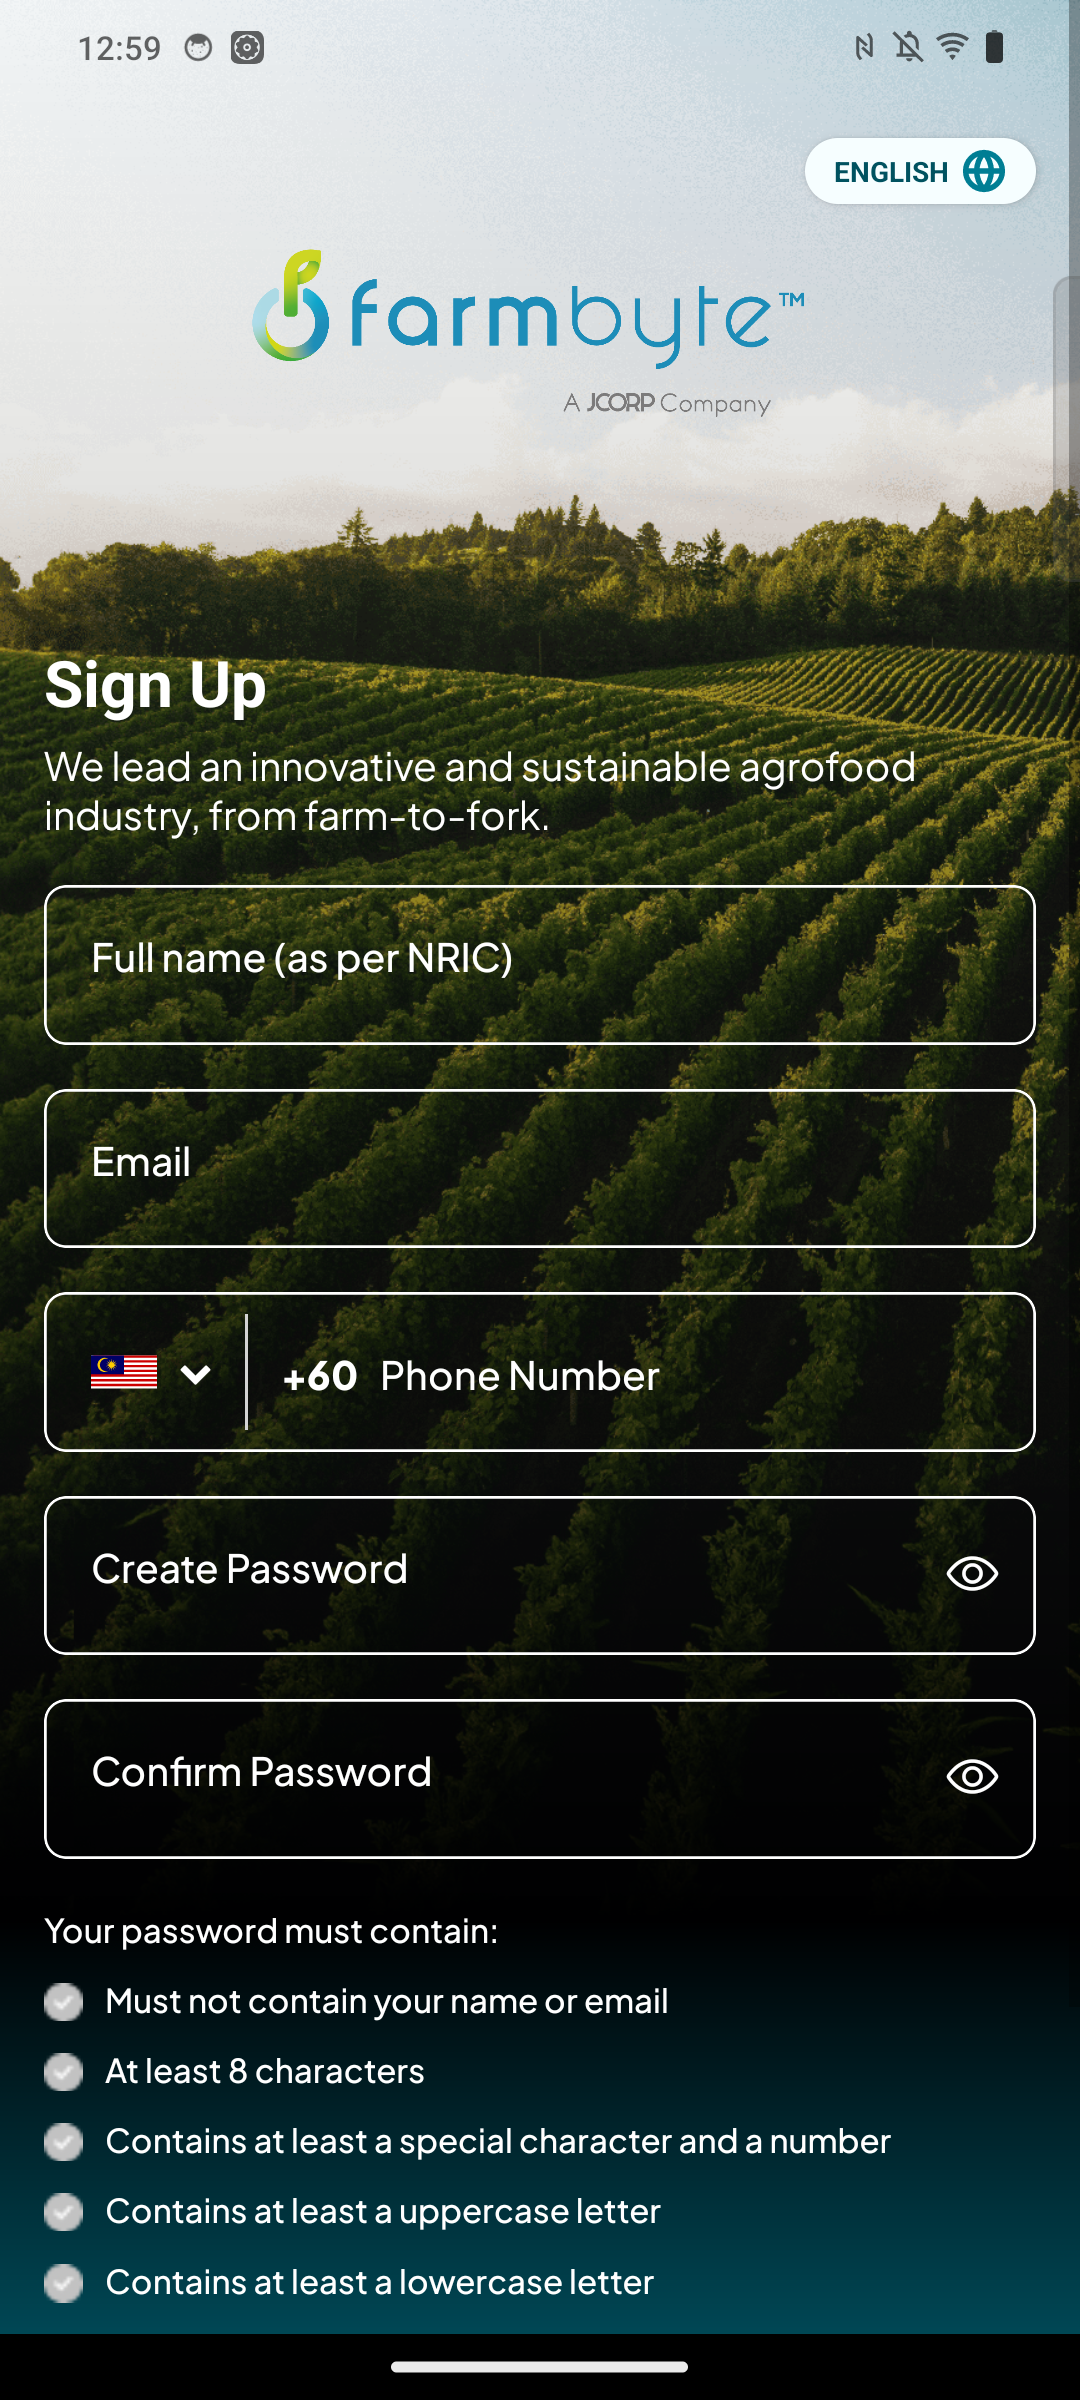 12:59
ENGLISH
farmbyte™
A JCORP Company
Sign Up
We lead an innovative and sustainable agrofood
industry, from farm-to-fork.
Full name (as per NRIC)
Email
+60 Phone Number
Create Password
Confirm Password
Your password must contain:
Must not contain your name or email
At least 8 characters
Contains at least a special character and a number
Contains at least a uppercase letter
Contains at least a lowercase letter